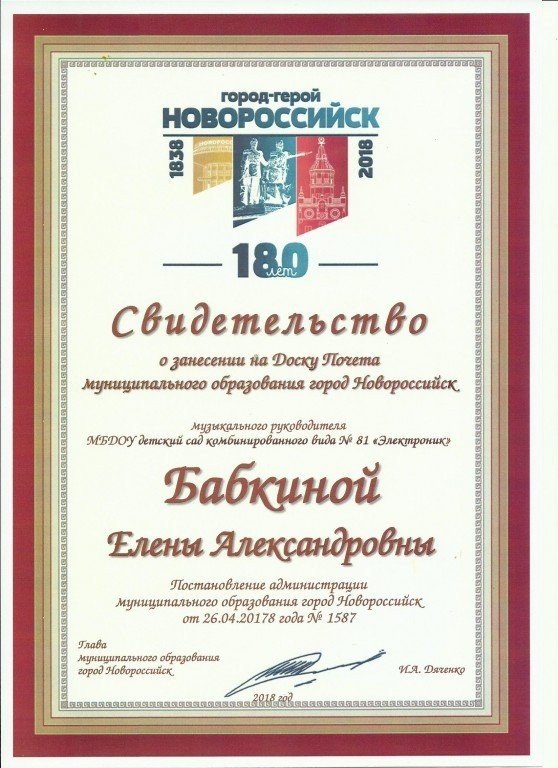 город-герой
НОВОРОССИЙСК
1838
2018
180
лет
Свидетельство
о занесении на Доску Почета
муниципального образования город Новороссийск
музыкального руководителя
МБДОУ детский сад комбинированного вида № 81 «Электроник»
Бабкиной
Елены Александровны
Постановление администрации
муниципального образования город Новороссийск
от 26.04.20178 года № 1587
Глава
муниципального образования
город Новороссийск
И.А. Дяченко
2018 год